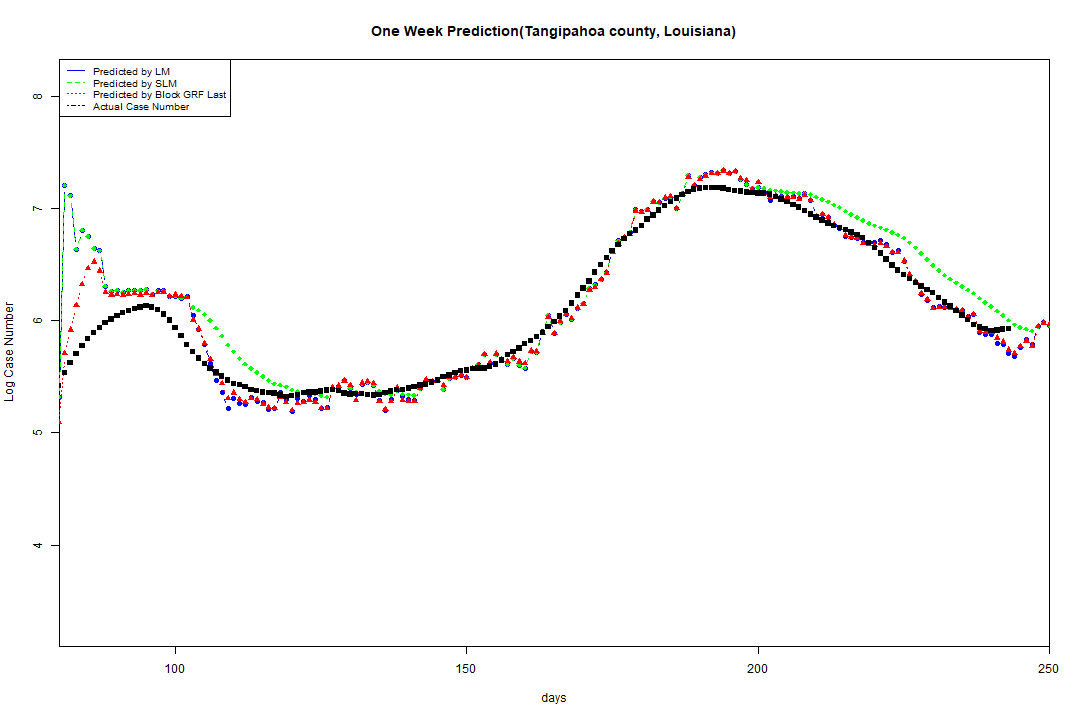 One Week Prediction(Tangipahoa county, Louisiana)
Predicted by LM
Predicted by SLM
Predicted by Block GRF Last
Actual Case Number
8
7
6
5
4
Log Case Number
100 150 200 250
days